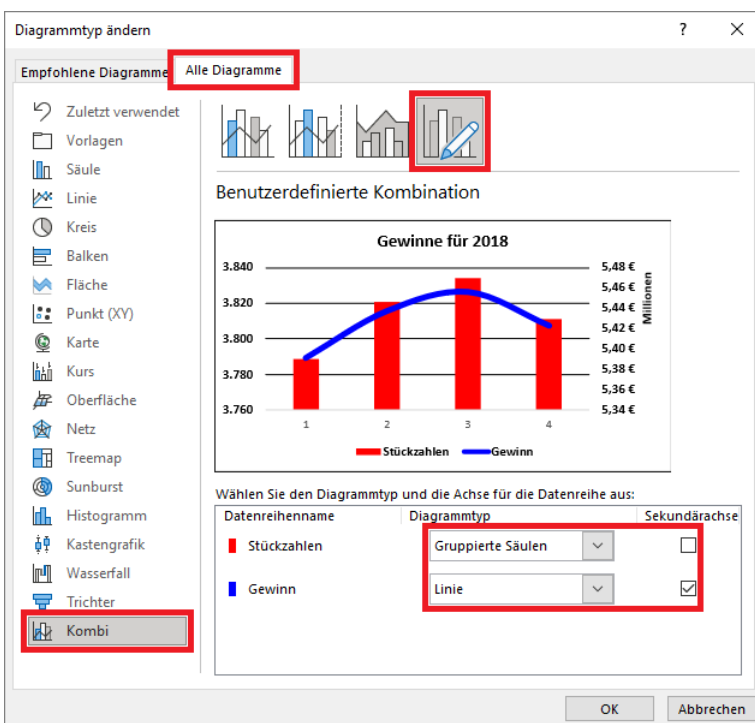 Diagrammtyp ändern ? ×
Empfohlene Diagramme Alle Diagramme
Zuletzt verwendet
Vorlagen
Säule
Linie
Kreis
Balken
Fläche
Punkt (XY)
Karte
Kurs
Oberfläche
Netz
Treemap
Sunburst
Histogramm
Kastengrafik
Wasserfall
Trichter
Kombi
Benutzerdefinierte Kombination
Gewinne für 2018
3.840
3.820
3.800
3.780
3.760
5,48 €
5,46 €
5,44 €
5,42 €
5,40 €
5,38 €
5,36 €
5,34 €
Millionen
1 2 3 4
Stückzahlen Gewinn
Wählen Sie den Diagrammtyp und die Achse für die Datenreihe aus:
Datenreihenname Diagrammtyp Sekundärachse
Stückzahlen Gruppierte Säulen
Gewinn Linie
OK Abbrechen